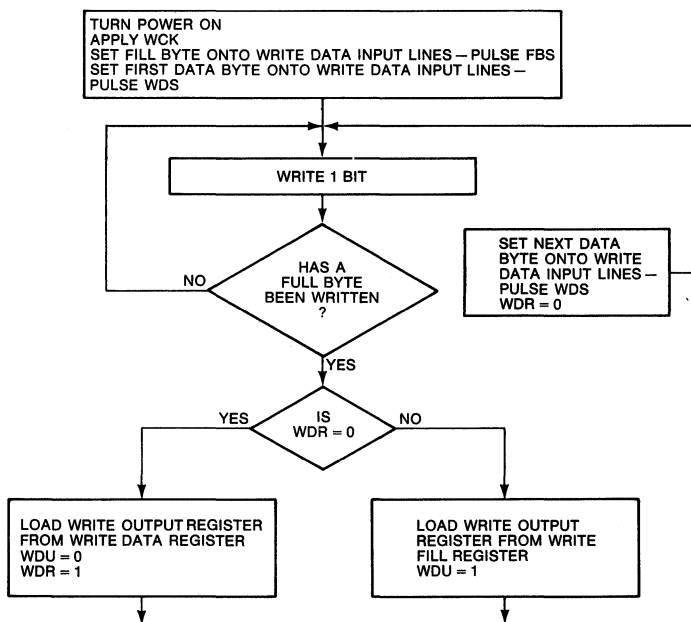 TURN POWER ON
APPLY WCK
SET FILL BYTE ONTO WRITE DATA INPUT LINES — PULSE FBS
SET FIRST DATA BYTE ONTO WRITE DATA INPUT LINES —
PULSE WDS
WRITE 1 BIT
HAS A
FULL BYTE
BEEN WRITTEN
?
NO
YES
SET NEXT DATA
BYTE ONTO WRITE
DATA INPUT LINES —
PULSE WDS
WDR = 0
IS
WDR = 0
YES
NO
LOAD WRITE OUTPUT REGISTER
FROM WRITE DATA REGISTER
WDU = 0
WDR = 1
LOAD WRITE OUTPUT
REGISTER FROM WRITE
FILL REGISTER
WDU = 1